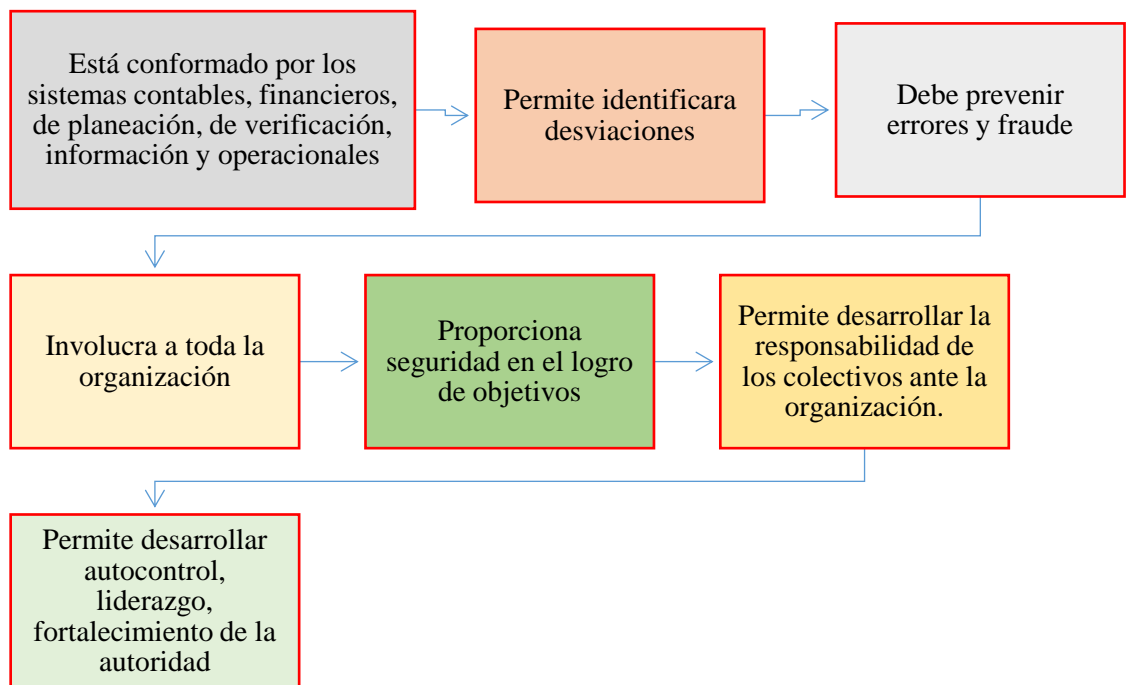 Está conformado por los
sistemas contables, financieros,
de planeación, de verificación,
información y operacionales
Permite identificara
desviaciones
Debe prevenir
errores y fraude
Involucra a toda la
organización
Proporciona
seguridad en el logro
de objetivos
Permite desarrollar la
responsabilidad de
los colectivos ante la
organización.
Permite desarrollar
autocontrol,
liderazgo,
fortalecimiento de la
autoridad